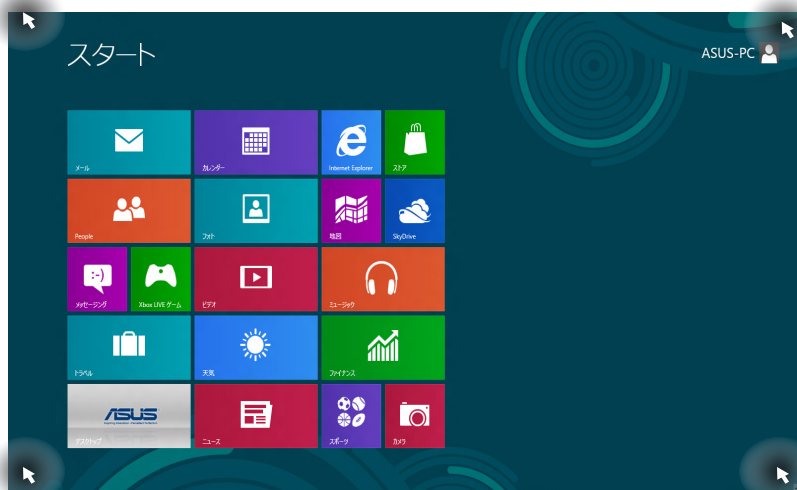 スタート
ASUS-PC
メール
カレンダー
Internet Explorer
ストア
People
フォト
地図
SkyDrive
メッセージング
Xbox LIVE ゲーム
ビデオ
ミュージック
トラベル
天気
ファイナンス
ASUS
デスクトップ
ニュース
スポーツ
カメラ